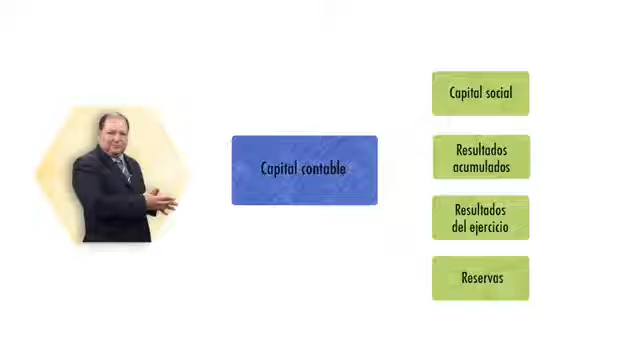 Capital contable
Capital social
Resultados
acumulados
Resultados
del ejercicio
Reservas